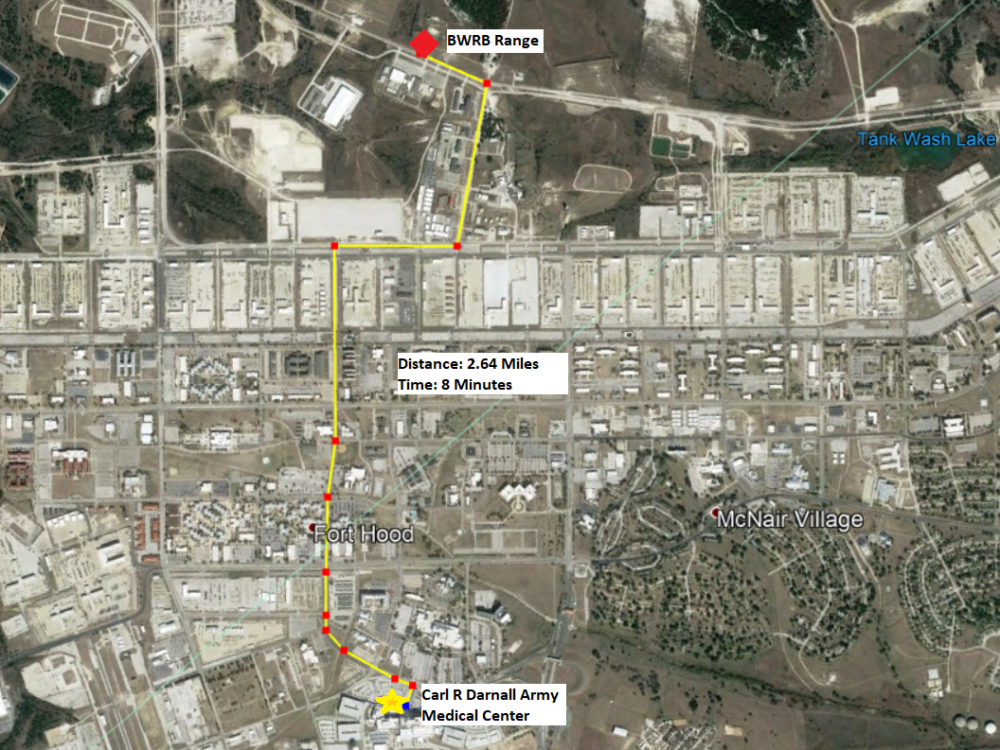 BWRB Range
Tank Wash Lake
Distance: 2.64 Miles
Time: 8 Minutes
McNair Village
Fort Hood
Carl R Darnall Army
Medical Center